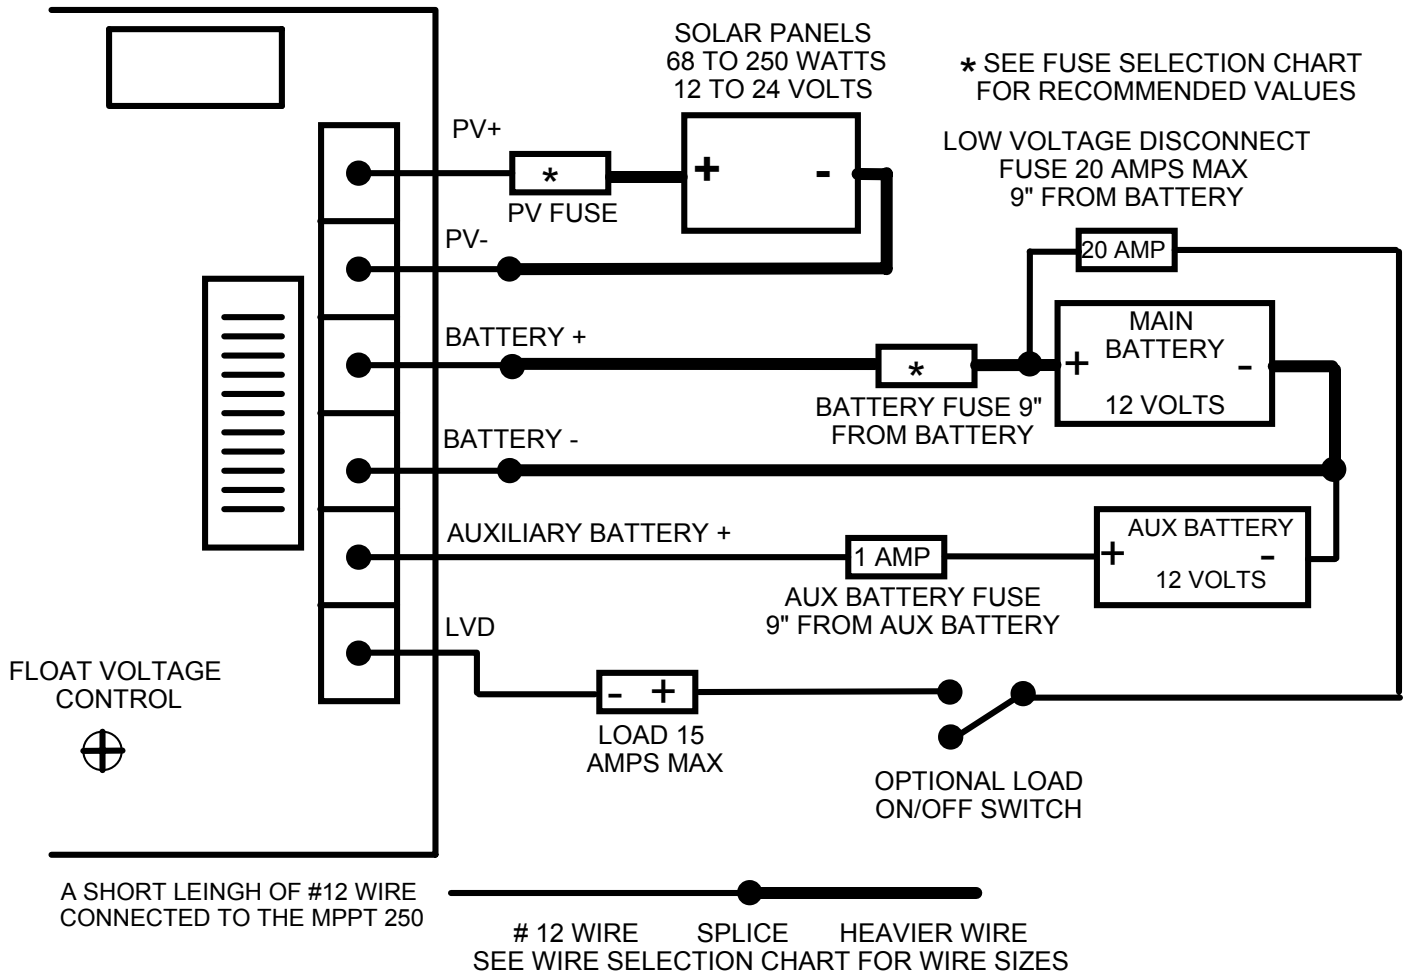 SOLAR PANELS
68 TO 250 WATTS
12 TO 24 VOLTS
* SEE FUSE SELECTION CHART
FOR RECOMMENDED VALUES
LOW VOLTAGE DISCONNECT
FUSE 20 AMPS MAX
9" FROM BATTERY
PV+
*
+ -
PV FUSE
PV-
20 AMP
BATTERY +
MAIN
BATTERY
+ -
12 VOLTS
*
BATTERY FUSE 9"
FROM BATTERY
BATTERY -
AUXILIARY BATTERY +
1 AMP
AUX BATTERY
+ -
12 VOLTS
AUX BATTERY FUSE
9" FROM AUX BATTERY
LVD
FLOAT VOLTAGE
CONTROL
- +
LOAD 15
AMPS MAX
OPTIONAL LOAD
ON/OFF SWITCH
A SHORT LEINGH OF #12 WIRE
CONNECTED TO THE MPPT 250
# 12 WIRE SPLICE HEAVIER WIRE
SEE WIRE SELECTION CHART FOR WIRE SIZES